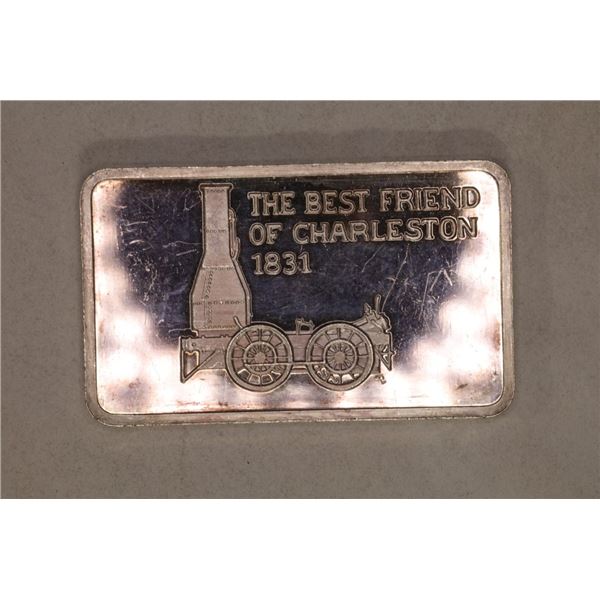 THE BEST FRIEND
OF CHARLESTON
1831